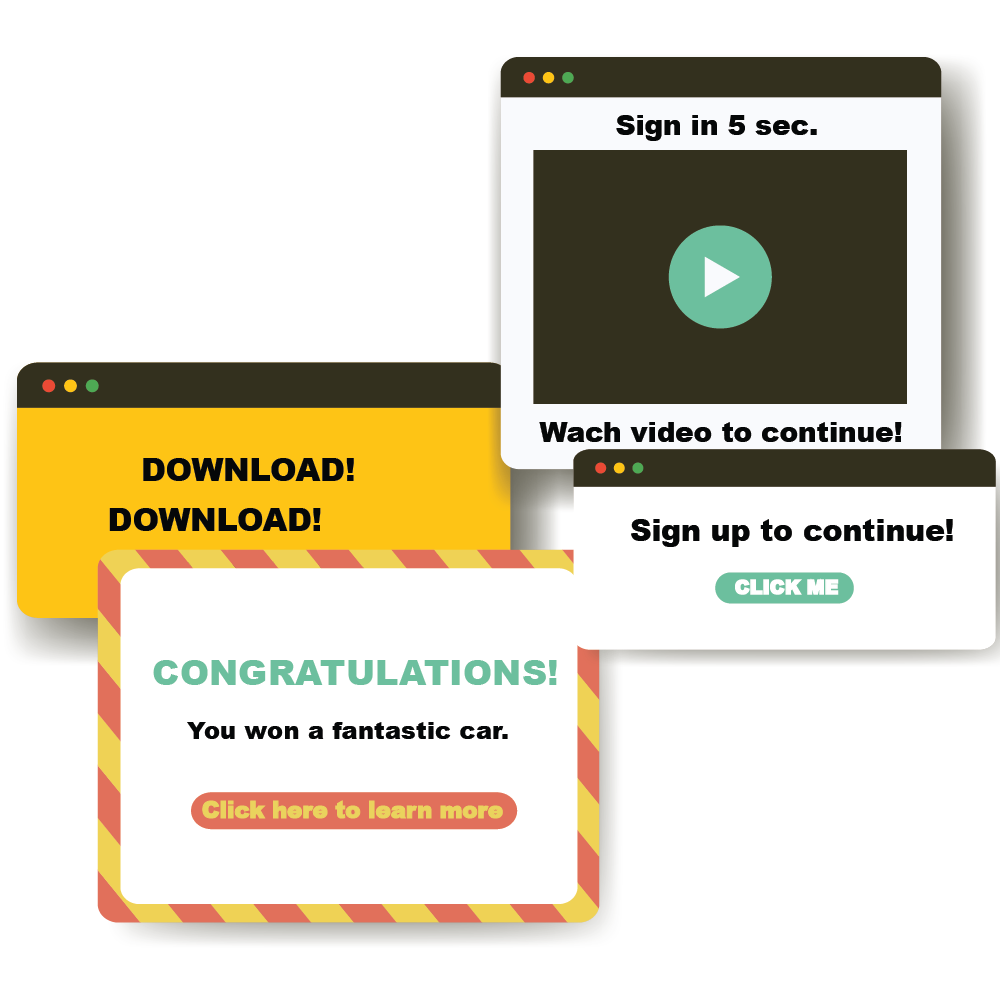 Sign in 5 sec.
Wach video to continue!
DOWNLOAD!
DOWNLOAD!
Sign up to continue!
CLICK ME
CONGRATULATIONS!
You won a fantastic car.
Click here to learn more